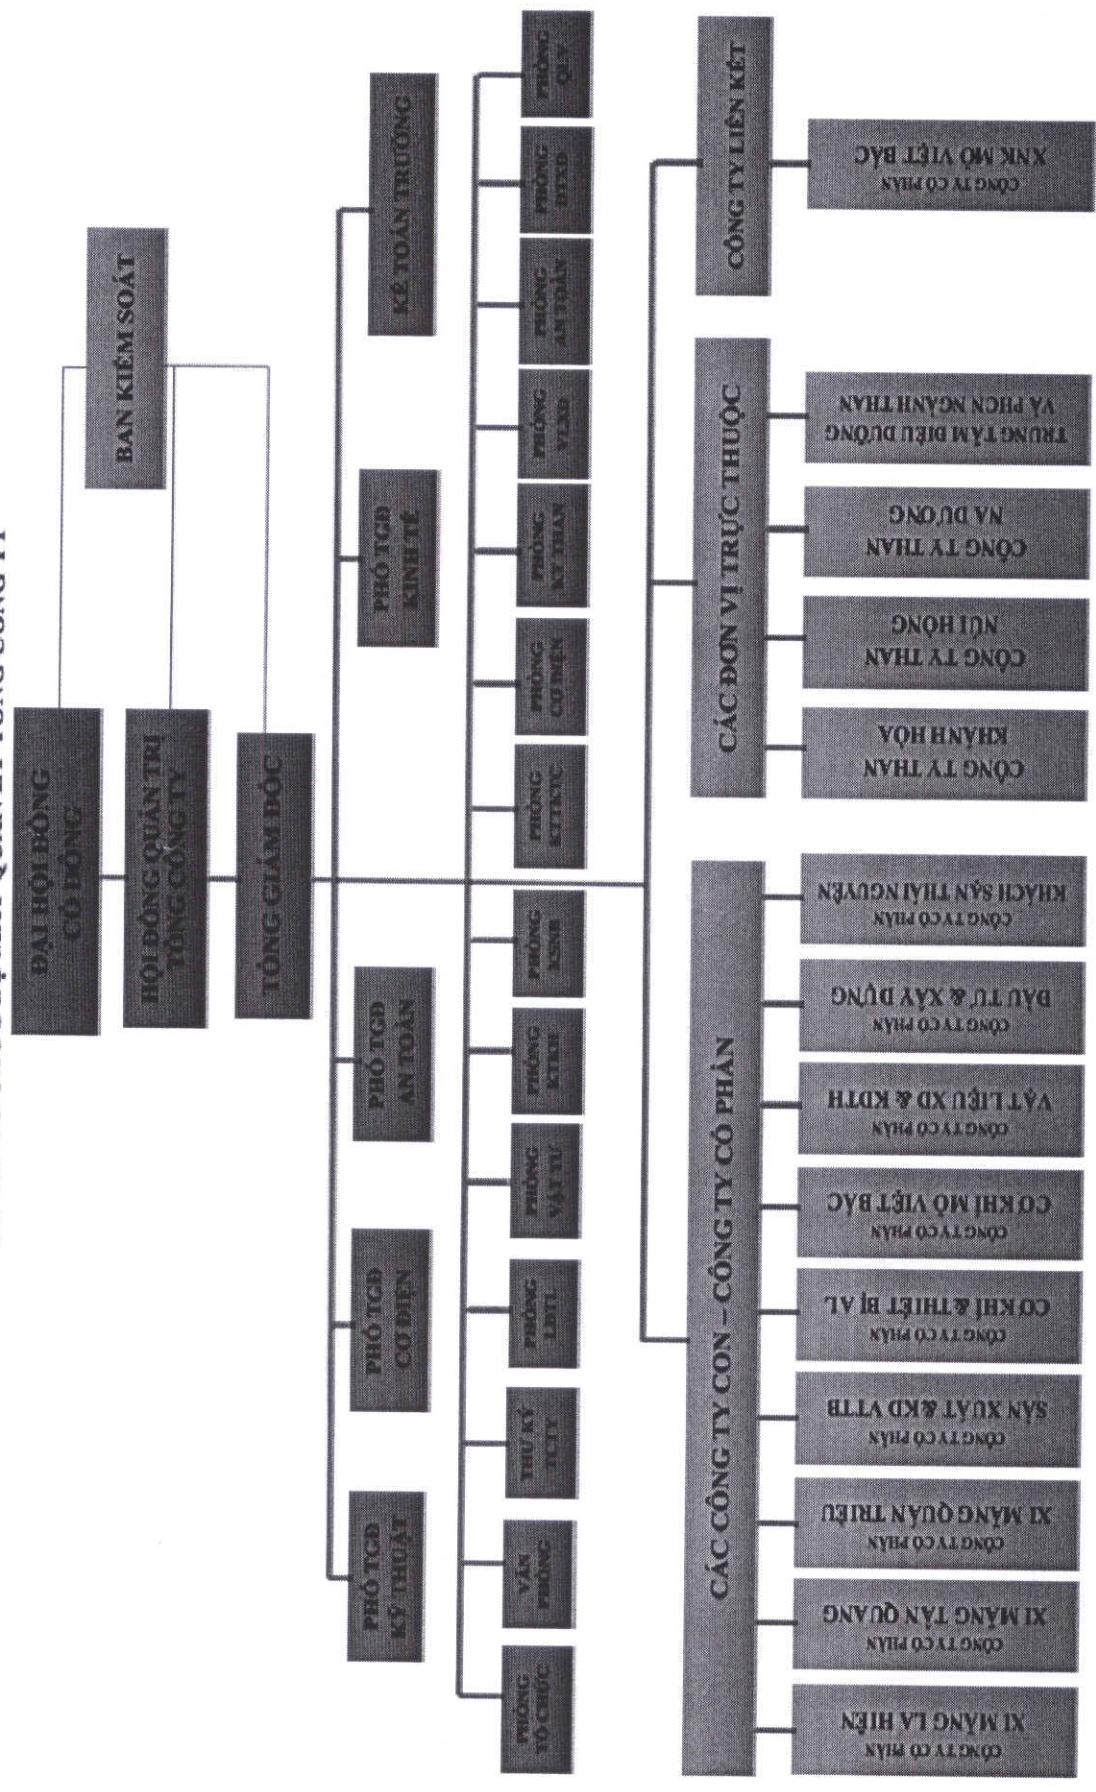 ĐẠI HỘI ĐỒNG
CỔ ĐÔNG
BAN KIỂM SOÁT
HỘI ĐỒNG QUẢN TRỊ
TỔNG CÔNG TY
TỔNG GIÁM ĐỐC
PHÓ TGĐ
KỸ THUẬT
PHÓ TGĐ
CƠ ĐIỆN
PHÓ TGĐ
AN TOÀN
PHÓ TGĐ
KINH TẾ
KẾ TOÁN TRƯỞNG
PHÒNG
TỔ CHỨC
VĂN
PHÒNG
THƯ KÝ
TCTY
PHÒNG
LĐTL
PHÒNG
VẬT TƯ
PHÒNG
KTKH
PHÒNG
KSNB
PHÒNG
KTTKTC
PHÒNG
CƠ ĐIỆN
PHÒNG
KT THAN
PHÒNG
VLXD
PHÒNG
AN TOÀN
PHÒNG
ĐTXD
PHÒNG
QLV
CÁC CÔNG TY CON – CÔNG TY CỔ PHẦN
CÁC ĐƠN VỊ TRỰC THUỘC
CÔNG TY LIÊN KẾT
CÔNG TY CỔ PHẦN
XI MĂNG LA HIÊN
CÔNG TY CỔ PHẦN
XI MĂNG TÂN QUANG
CÔNG TY CỔ PHẦN
XI MĂNG QUÁN TRIỀU
CÔNG TY CỔ PHẦN
SẢN XUẤT & KD VTTB
CÔNG TY CỔ PHẦN
CƠ KHÍ & THIẾT BỊ AL
CÔNG TY CỔ PHẦN
CƠ KHÍ MỎ VIỆT BẮC
CÔNG TY CỔ PHẦN
VẬT LIỆU XD & KDTH
CÔNG TY CỔ PHẦN
ĐẦU TƯ & XÂY DỰNG
CÔNG TY CỔ PHẦN
KHÁCH SẠN THÁI NGUYÊN
CÔNG TY THAN
KHÁNH HÒA
CÔNG TY THAN
NÚI HỒNG
CÔNG TY THAN
NA DƯƠNG
TRUNG TÂM ĐIỀU DƯỠNG
VÀ PHCN NGÀNH THAN
CÔNG TY CỔ PHẦN
XNK MỎ VIỆT BẮC